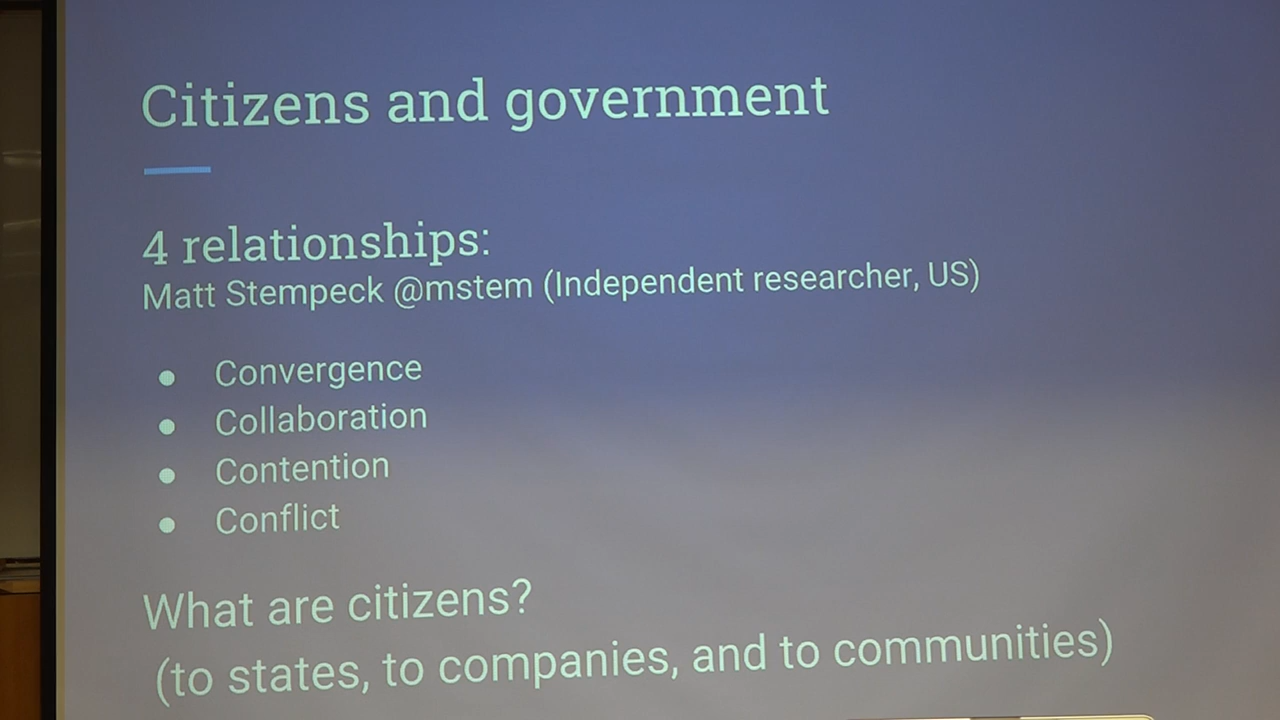 Citizens and government
4 relationships:
Matt Stempeck @mstem (Independent researcher, US)
● Convergence
● Collaboration
● Contention
● Conflict
What are citizens?
(to states, to companies, and to communities)